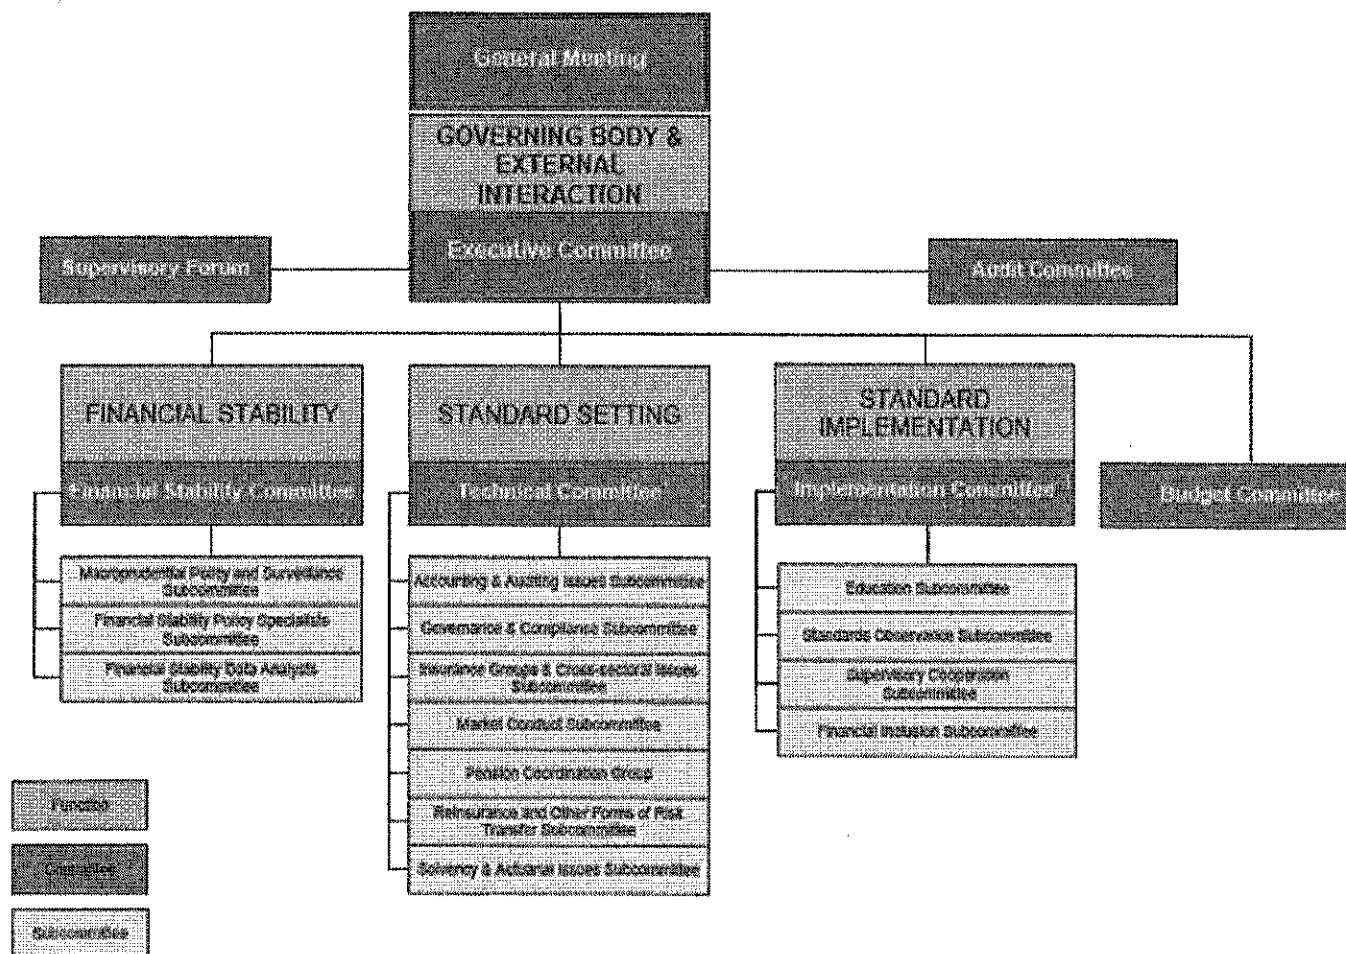 General Meeting
GOVERNING BODY &
EXTERNAL
INTERACTION
Executive Committee
Supervisory Forum
Audit Committee
FINANCIAL STABILITY
Financial Stability Committee
STANDARD SETTING
Technical Committee
STANDARD
IMPLEMENTATION
Implementation Committee
Budget Committee
Macroprudential Policy and Surveillance
Subcommittee
Financial Stability Policy Specialists
Subcommittee
Financial Stability Data Analysts
Subcommittee
Accounting & Auditing Issues Subcommittee
Governance & Compliance Subcommittee
Insurance Groups & Cross-sectoral Issues
Subcommittee
Market Conduct Subcommittee
Pension Coordination Group
Reinsurance and Other Forms of Risk
Transfer Subcommittee
Solvency & Actuarial Issues Subcommittee
Education Subcommittee
Standards Observance Subcommittee
Supervisory Cooperation
Subcommittee
Financial Inclusion Subcommittee
Function
Committee
Subcommittee